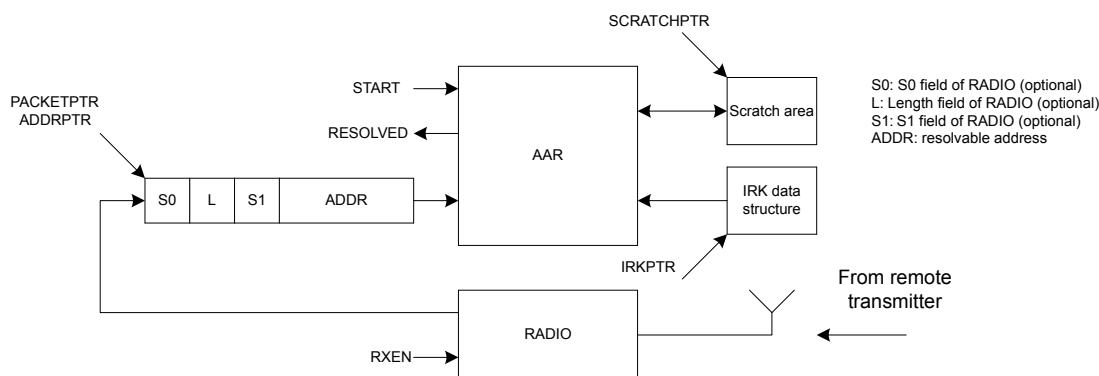 SCRATCHPTR
START
PACKETPTR
ADDRPTR
RESOLVED
AAR
Scratch area
S0: S0 field of RADIO (optional)
L: Length field of RADIO (optional)
S1: S1 field of RADIO (optional)
ADDR: resolvable address
S0 L S1 ADDR
IRK data
structure
IRKPTR
From remote
transmitter
RADIO
RXEN